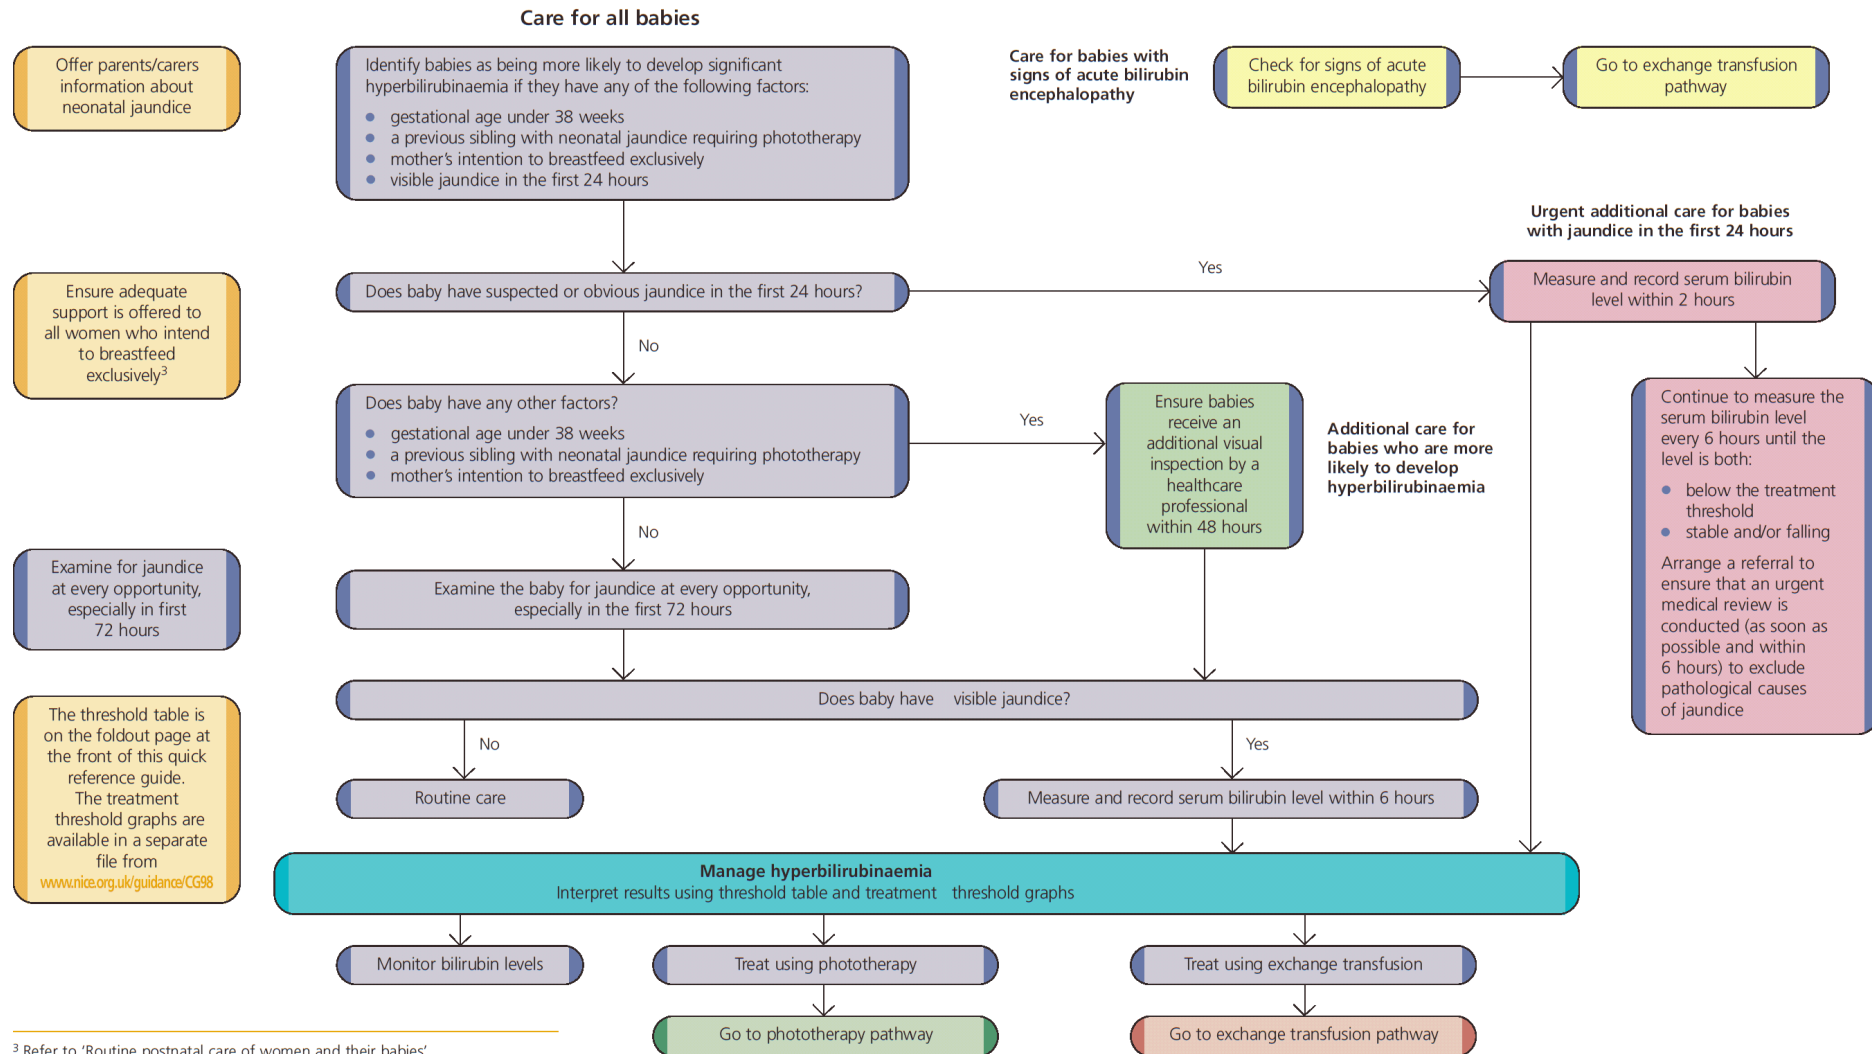 Care for all babies
Offer parents/carers
information about
neonatal jaundice
Identify babies as being more likely to develop significant
hyperbilirubinaemia if they have any of the following factors:
• gestational age under 38 weeks
• a previous sibling with neonatal jaundice requiring phototherapy
• mother's intention to breastfeed exclusively
• visible jaundice in the first 24 hours
Care for babies with
signs of acute bilirubin
encephalopathy
Check for signs of acute
bilirubin encephalopathy
Go to exchange transfusion
pathway
Urgent additional care for babies
with jaundice in the first 24 hours
Ensure adequate
support is offered to
all women who intend
to breastfeed
exclusively3
Does baby have suspected or obvious jaundice in the first 24 hours?
Yes
Measure and record serum bilirubin
level within 2 hours
No
Does baby have any other factors?
• gestational age under 38 weeks
• a previous sibling with neonatal jaundice requiring phototherapy
• mother's intention to breastfeed exclusively
Yes
Ensure babies
receive an
additional visual
inspection by a
healthcare
professional
within 48 hours
Additional care for
babies who are more
likely to develop
hyperbilirubinaemia
Continue to measure the
serum bilirubin level
every 6 hours until the
level is both:
• below the treatment
threshold
• stable and/or falling
Arrange a referral to
ensure that an urgent
medical review is
conducted (as soon as
possible and within
6 hours) to exclude
pathological causes
of jaundice
No
Examine for jaundice
at every opportunity,
especially in first
72 hours
Examine the baby for jaundice at every opportunity,
especially in the first 72 hours
Does baby have visible jaundice?
The threshold table is
on the foldout page at
the front of this quick
reference guide.
The treatment
threshold graphs are
available in a separate
file from
www.nice.org.uk/guidance/CG98
No
Yes
Routine care
Measure and record serum bilirubin level within 6 hours
Manage hyperbilirubinaemia
Interpret results using threshold table and treatment threshold graphs
Monitor bilirubin levels
Treat using phototherapy
Treat using exchange transfusion
Go to phototherapy pathway
Go to exchange transfusion pathway
3 Refer to 'Routine postnatal care of women and their babies'